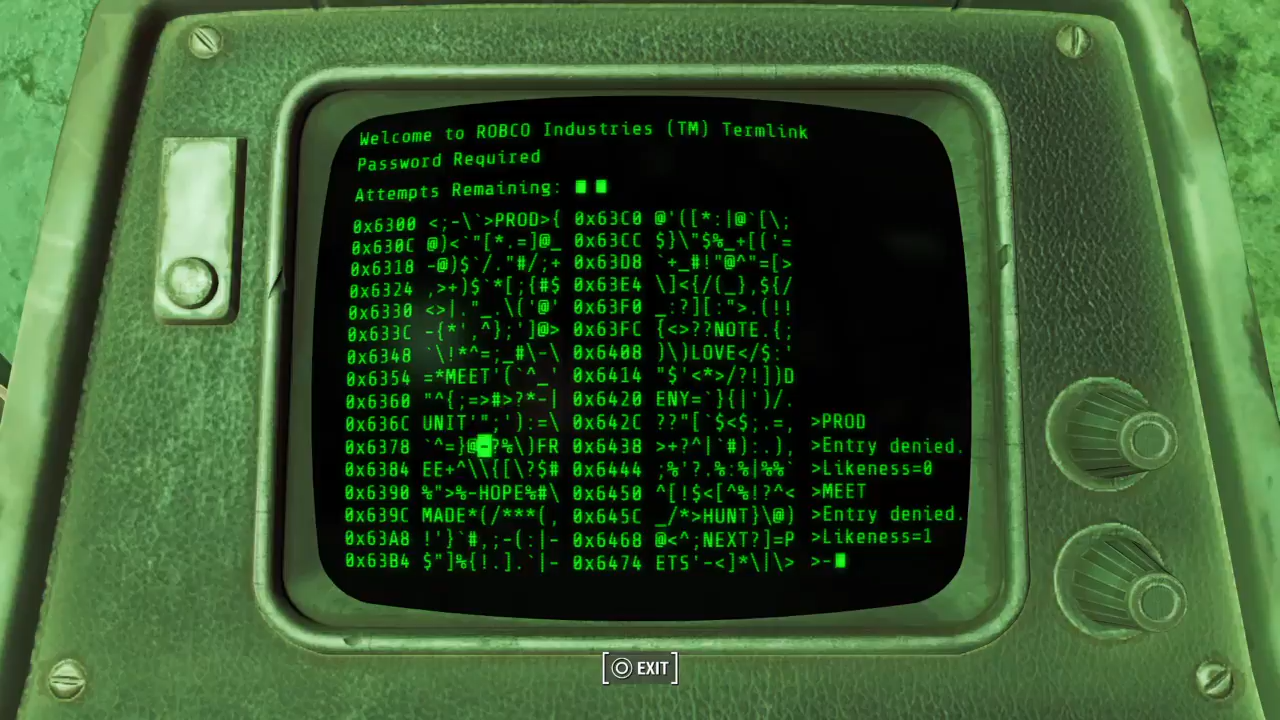 Welcome to ROBCO Industries (TM) Termlink
Password Required
Attempts Remaining: ■ ■
0x6300 <;-\`>PROD>{ 0x63C0 @'([*:|@`[\;
0x630C @)<`"[*.=]@_ 0x63CC $}\"$%_+[('=
0x6318 -@)$`/."#/;+ 0x63D8 `+_#!"@^"=[>
0x6324 ,>+)$`*[;{#$ 0x63E4 \]<{/(_},${/
0x6330 <>|."_.\('@' 0x63F0 _:?][:">.(!!
0x633C -{*',^};']@> 0x63FC {<>??NOTE.{;
0x6348 `\!*^=;_#\-\ 0x6408 )\)LOVE</$:'
0x6354 =*MEET'(`^_' 0x6414 "$'<*>/?!])D
0x6360 "^{;=>#>?*-| 0x6420 ENY=`}{|')/.
0x636C UNIT'";'):=\ 0x642C ??"[`$<$;.=, >PROD
0x6378 `^=}@-?%\)FR 0x6438 >+?^|`#):.), >Entry denied.
0x6384 EE+^\\{[\?$# 0x6444 ;%'?.%:%|%%` >Likeness=0
0x6390 %">%-HOPE%#\ 0x6450 ^[!$<[^%!?^< >MEET
0x639C MADE*(/***(, 0x645C _/*>HUNT}\@) >Entry denied.
0x63A8 !'}`#,;-(:|- 0x6468 @<^;NEXT?]=P >Likeness=1
0x63B4 $"]%{!.].`|- 0x6474 ETS'-<]*\|\> >-■
EXIT